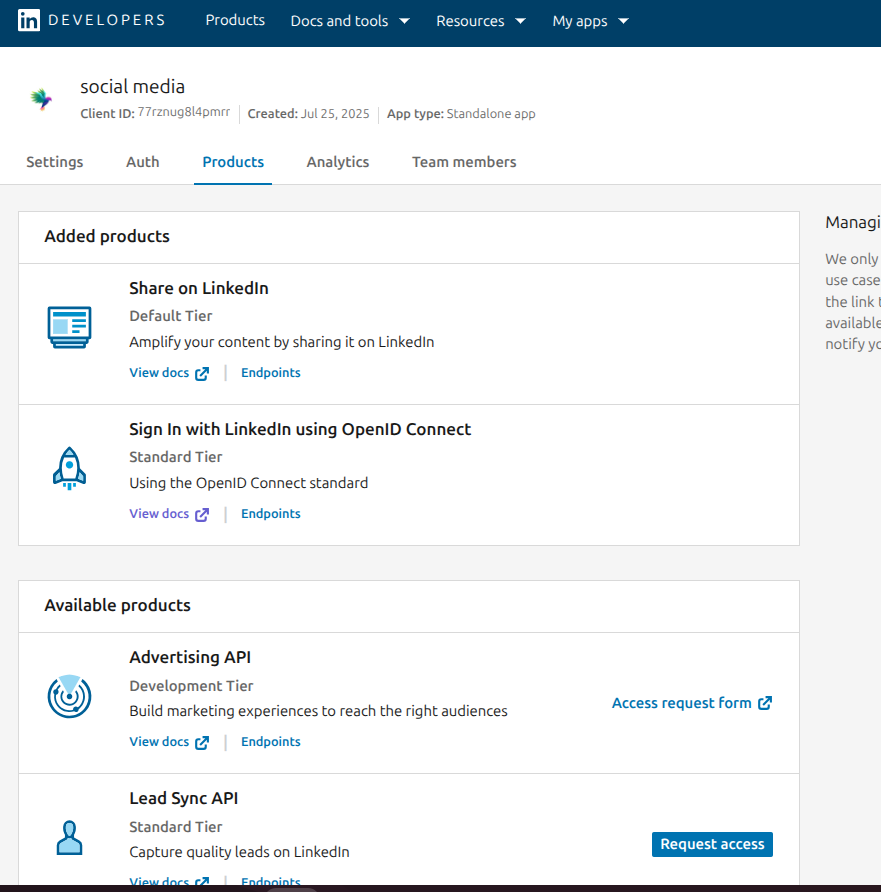 in DEVELOPERS Products Docs and tools Resources My apps
social media
Client ID: 77rznug8l4pmrr Created: Jul 25, 2025 App type: Standalone app
Settings Auth Products Analytics Team members
Added products
Share on LinkedIn
Default Tier
Amplify your content by sharing it on LinkedIn
View docs Endpoints
Sign In with LinkedIn using OpenID Connect
Standard Tier
Using the OpenID Connect standard
View docs Endpoints
Available products
Advertising API
Development Tier
Build marketing experiences to reach the right audiences
Access request form
View docs Endpoints
Lead Sync API
Standard Tier
Capture quality leads on LinkedIn
Request access
View docs Endpoints
Managi
We only
use case
the link
available
notify yo